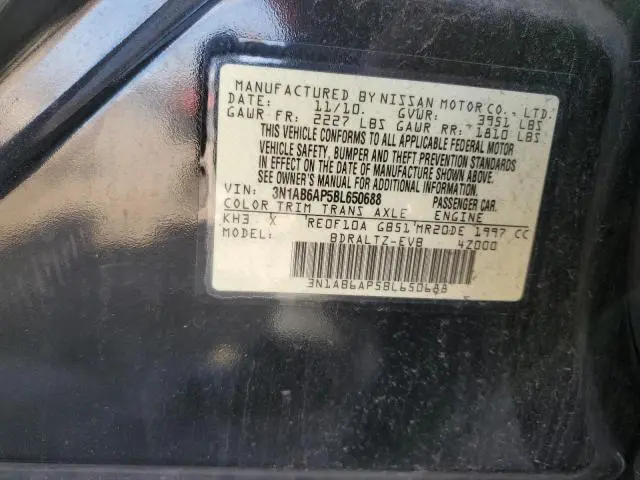 MANUFACTURED BY NISSAN MOTOR CO., LTD.
DATE: 11/10. GVWR: 3951 LBS
GAWR FR: 2227 LBS GAWR RR: 1810 LBS
THIS VEHICLE CONFORMS TO ALL APPLICABLE FEDERAL MOTOR
VEHICLE SAFETY, BUMPER AND THEFT PREVENTION STANDARDS
IN EFFECT ON THE DATE OF MANUFACTURE SHOWN ABOVE.
SEE OWNER'S MANUAL FOR ADDITIONAL INFORMATION
VIN: 3N1AB6AP5BL650688 PASSENGER CAR.
COLOR TRIM TRANS AXLE ENGINE
KH3 X RE0F10A GB51 MR20DE 1997 CC
MODEL: BDRALTZ-EVB 4Z000
3N1AB6AP5BL650688